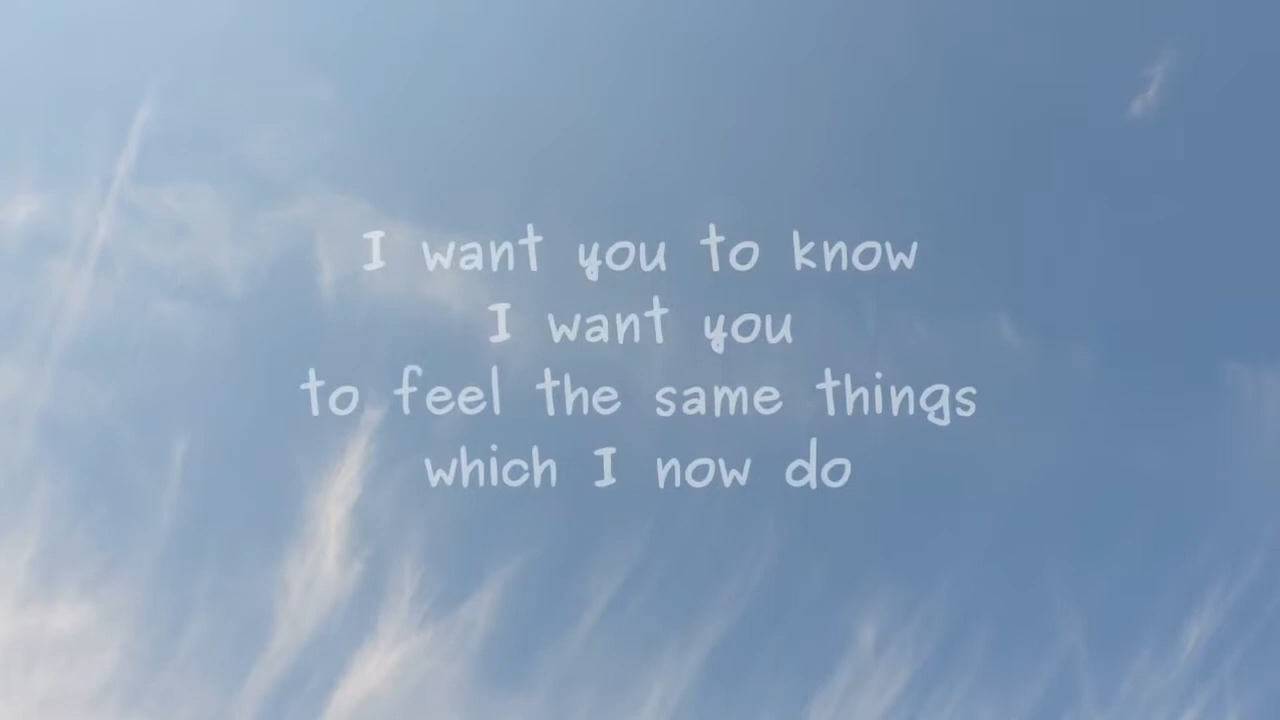 I want you to know
I want you
to feel the same things
which I now do